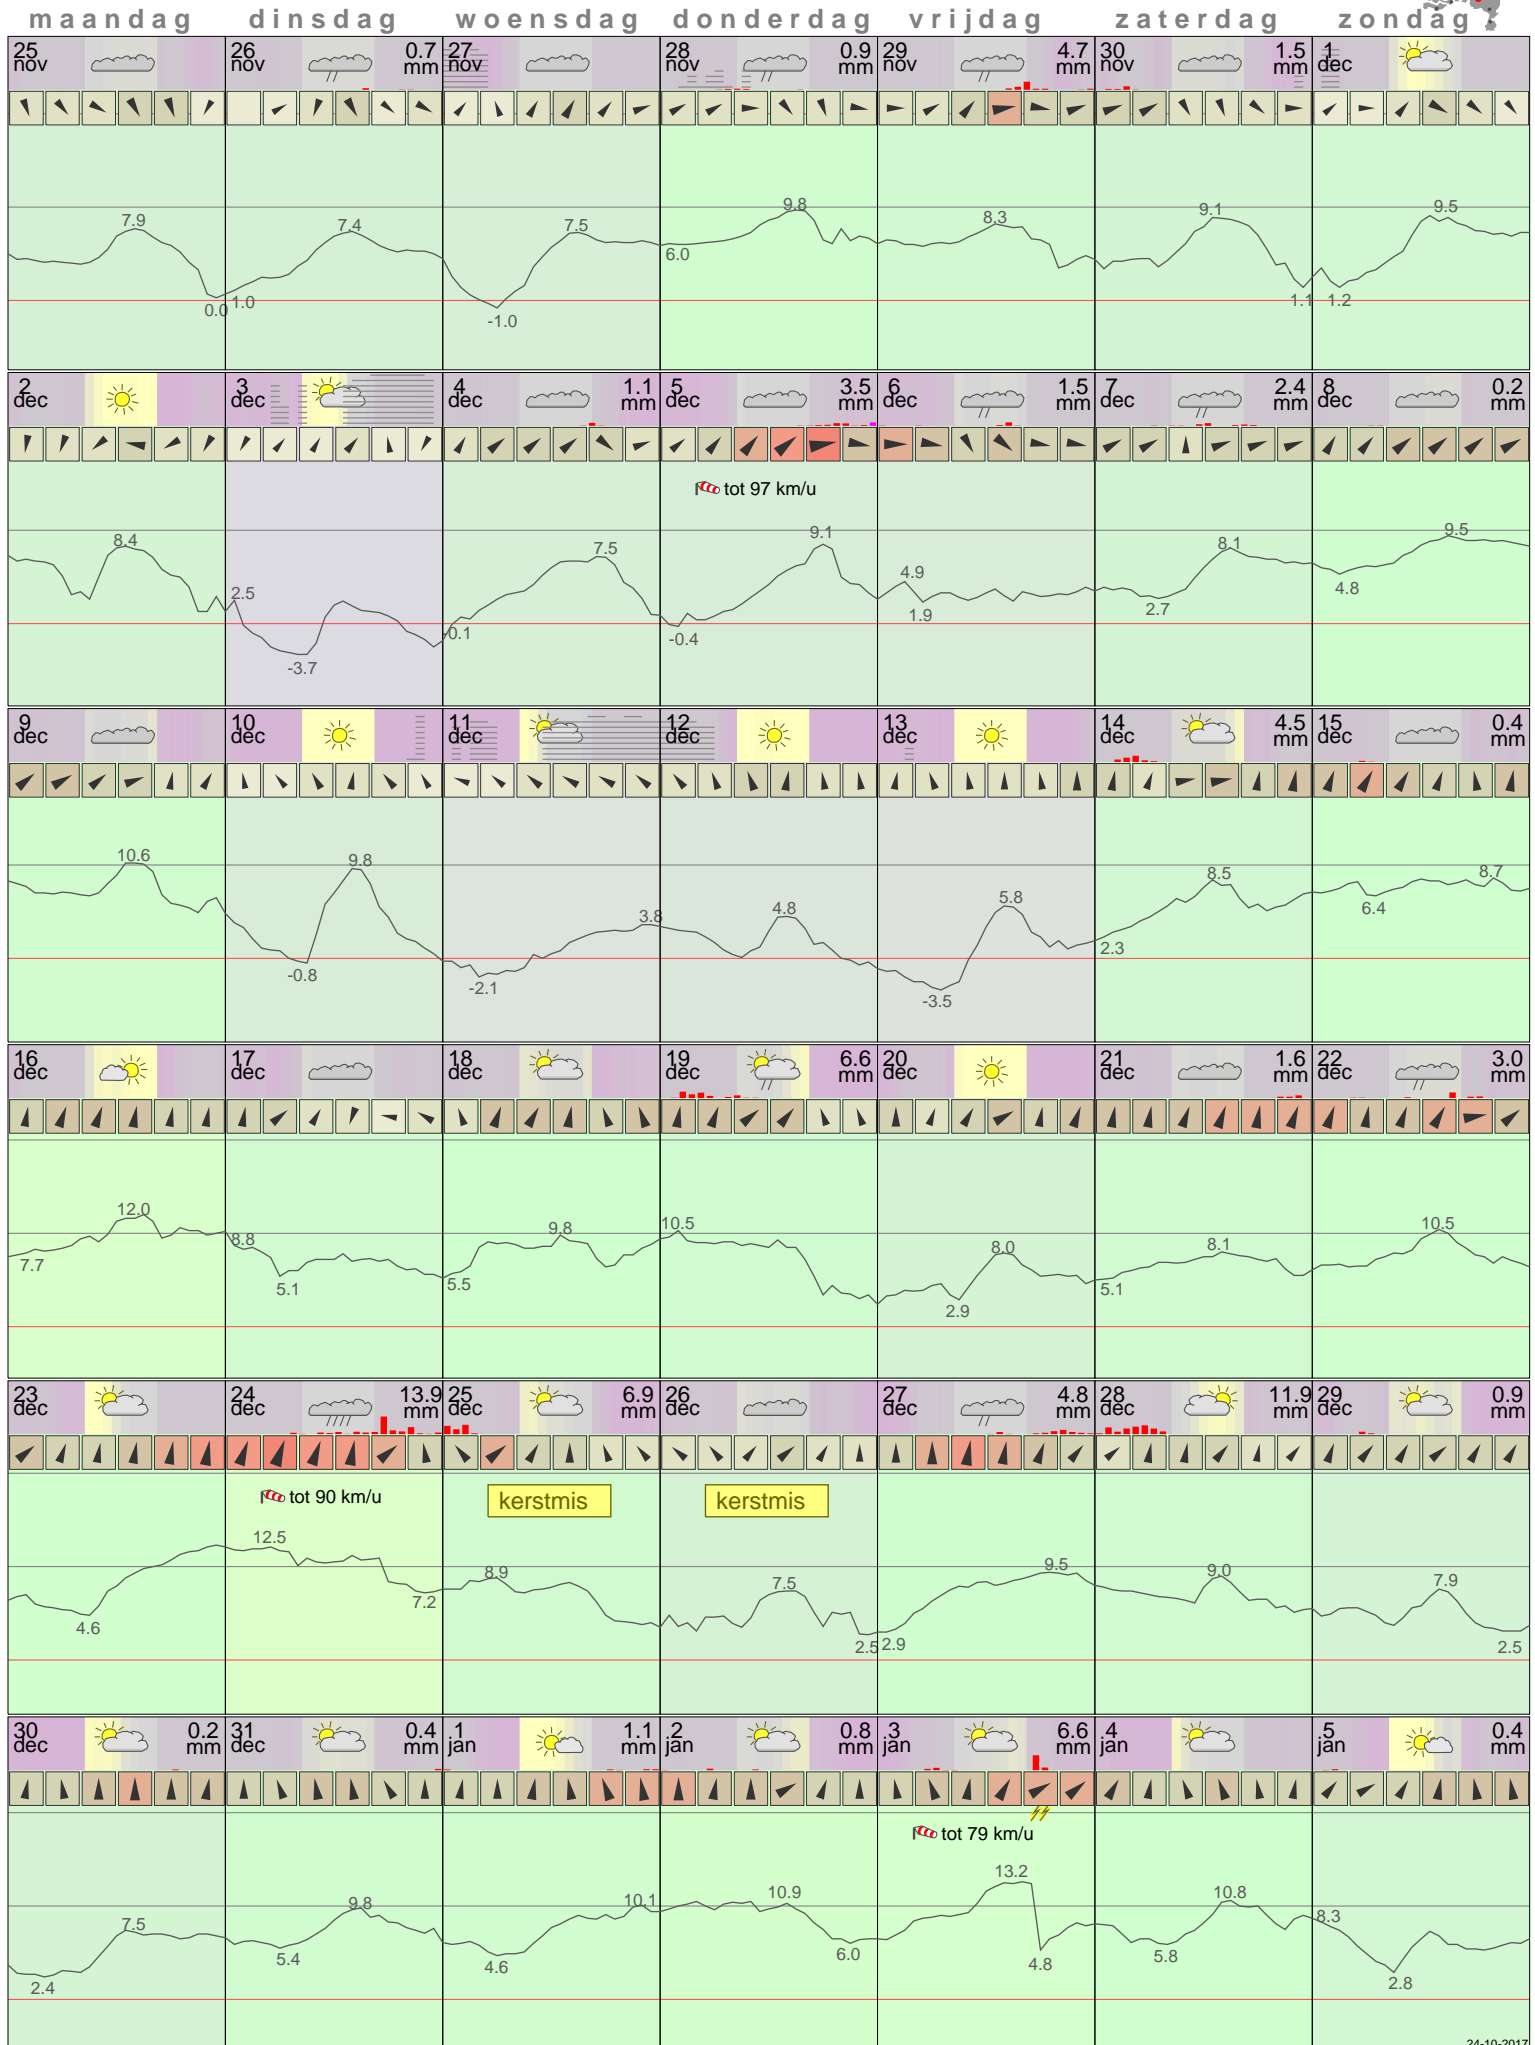 maandag dinsdag woensdag donderdag vrijdag zaterdag zondag
25 26 0.7 27 28 0.9 29 4.7 30 1.5 1
nov nov mm nov nov mm nov mm nov mm dec
7.9 7.4 7.5 9.8 8.3 9.1 9.5
0.0 1.0 -1.0 6.0 1.1 1.2
2 3 4 1.1 5 3.5 6 1.5 7 2.4 8 0.2
dec dec dec mm dec mm dec mm dec mm dec mm
tot 97 km/u
8.4 7.5 9.1 8.1 9.5
2.5 4.9 4.8
-0.1 -0.4 1.9 2.7
-3.7
9 10 11 12 13 14 4.5 15 0.4
dec dec dec dec dec dec mm dec mm
10.6 9.8 3.8 4.8 5.8 8.5 8.7
-0.8 -2.1 -3.5 2.3 6.4
16 17 18 19 6.6 20 21 1.6 22 3.0
dec dec dec dec mm dec dec mm dec mm
12.0 8.8 9.8 10.5 8.0 8.1 10.5
7.7 5.1 5.5 2.9 5.1
23 24 13.9 25 6.9 26 27 4.8 28 11.9 29 0.9
dec dec mm dec mm dec dec mm dec mm dec mm
tot 90 km/u kerstmis kerstmis
12.5 8.9 7.5 9.5 9.0 7.9
4.6 7.2 2.5 2.9 2.5
30 0.2 31 0.4 1 1.1 2 0.8 3 6.6 4 5 0.4
dec mm dec mm jan mm jan mm jan mm jan jan mm
tot 79 km/u
7.5 9.8 10.1 10.9 13.2 10.8 8.3
2.4 5.4 4.6 6.0 4.8 5.8 2.8
24-10-2017